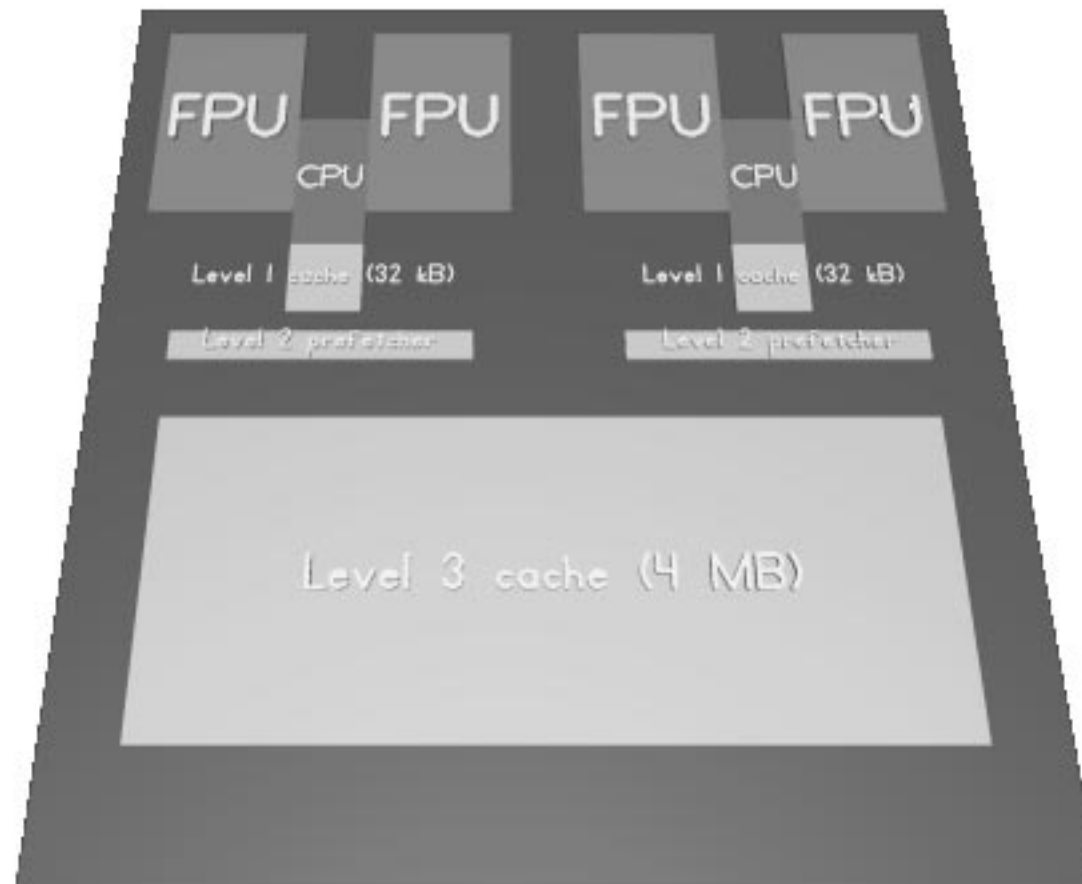 FPU FPU FPU FPU
CPU CPU
Level 1 cache (32 kB) Level 1 cache (32 kB)
Level 2 prefetcher Level 2 prefetcher
Level 3 cache (4 MB)